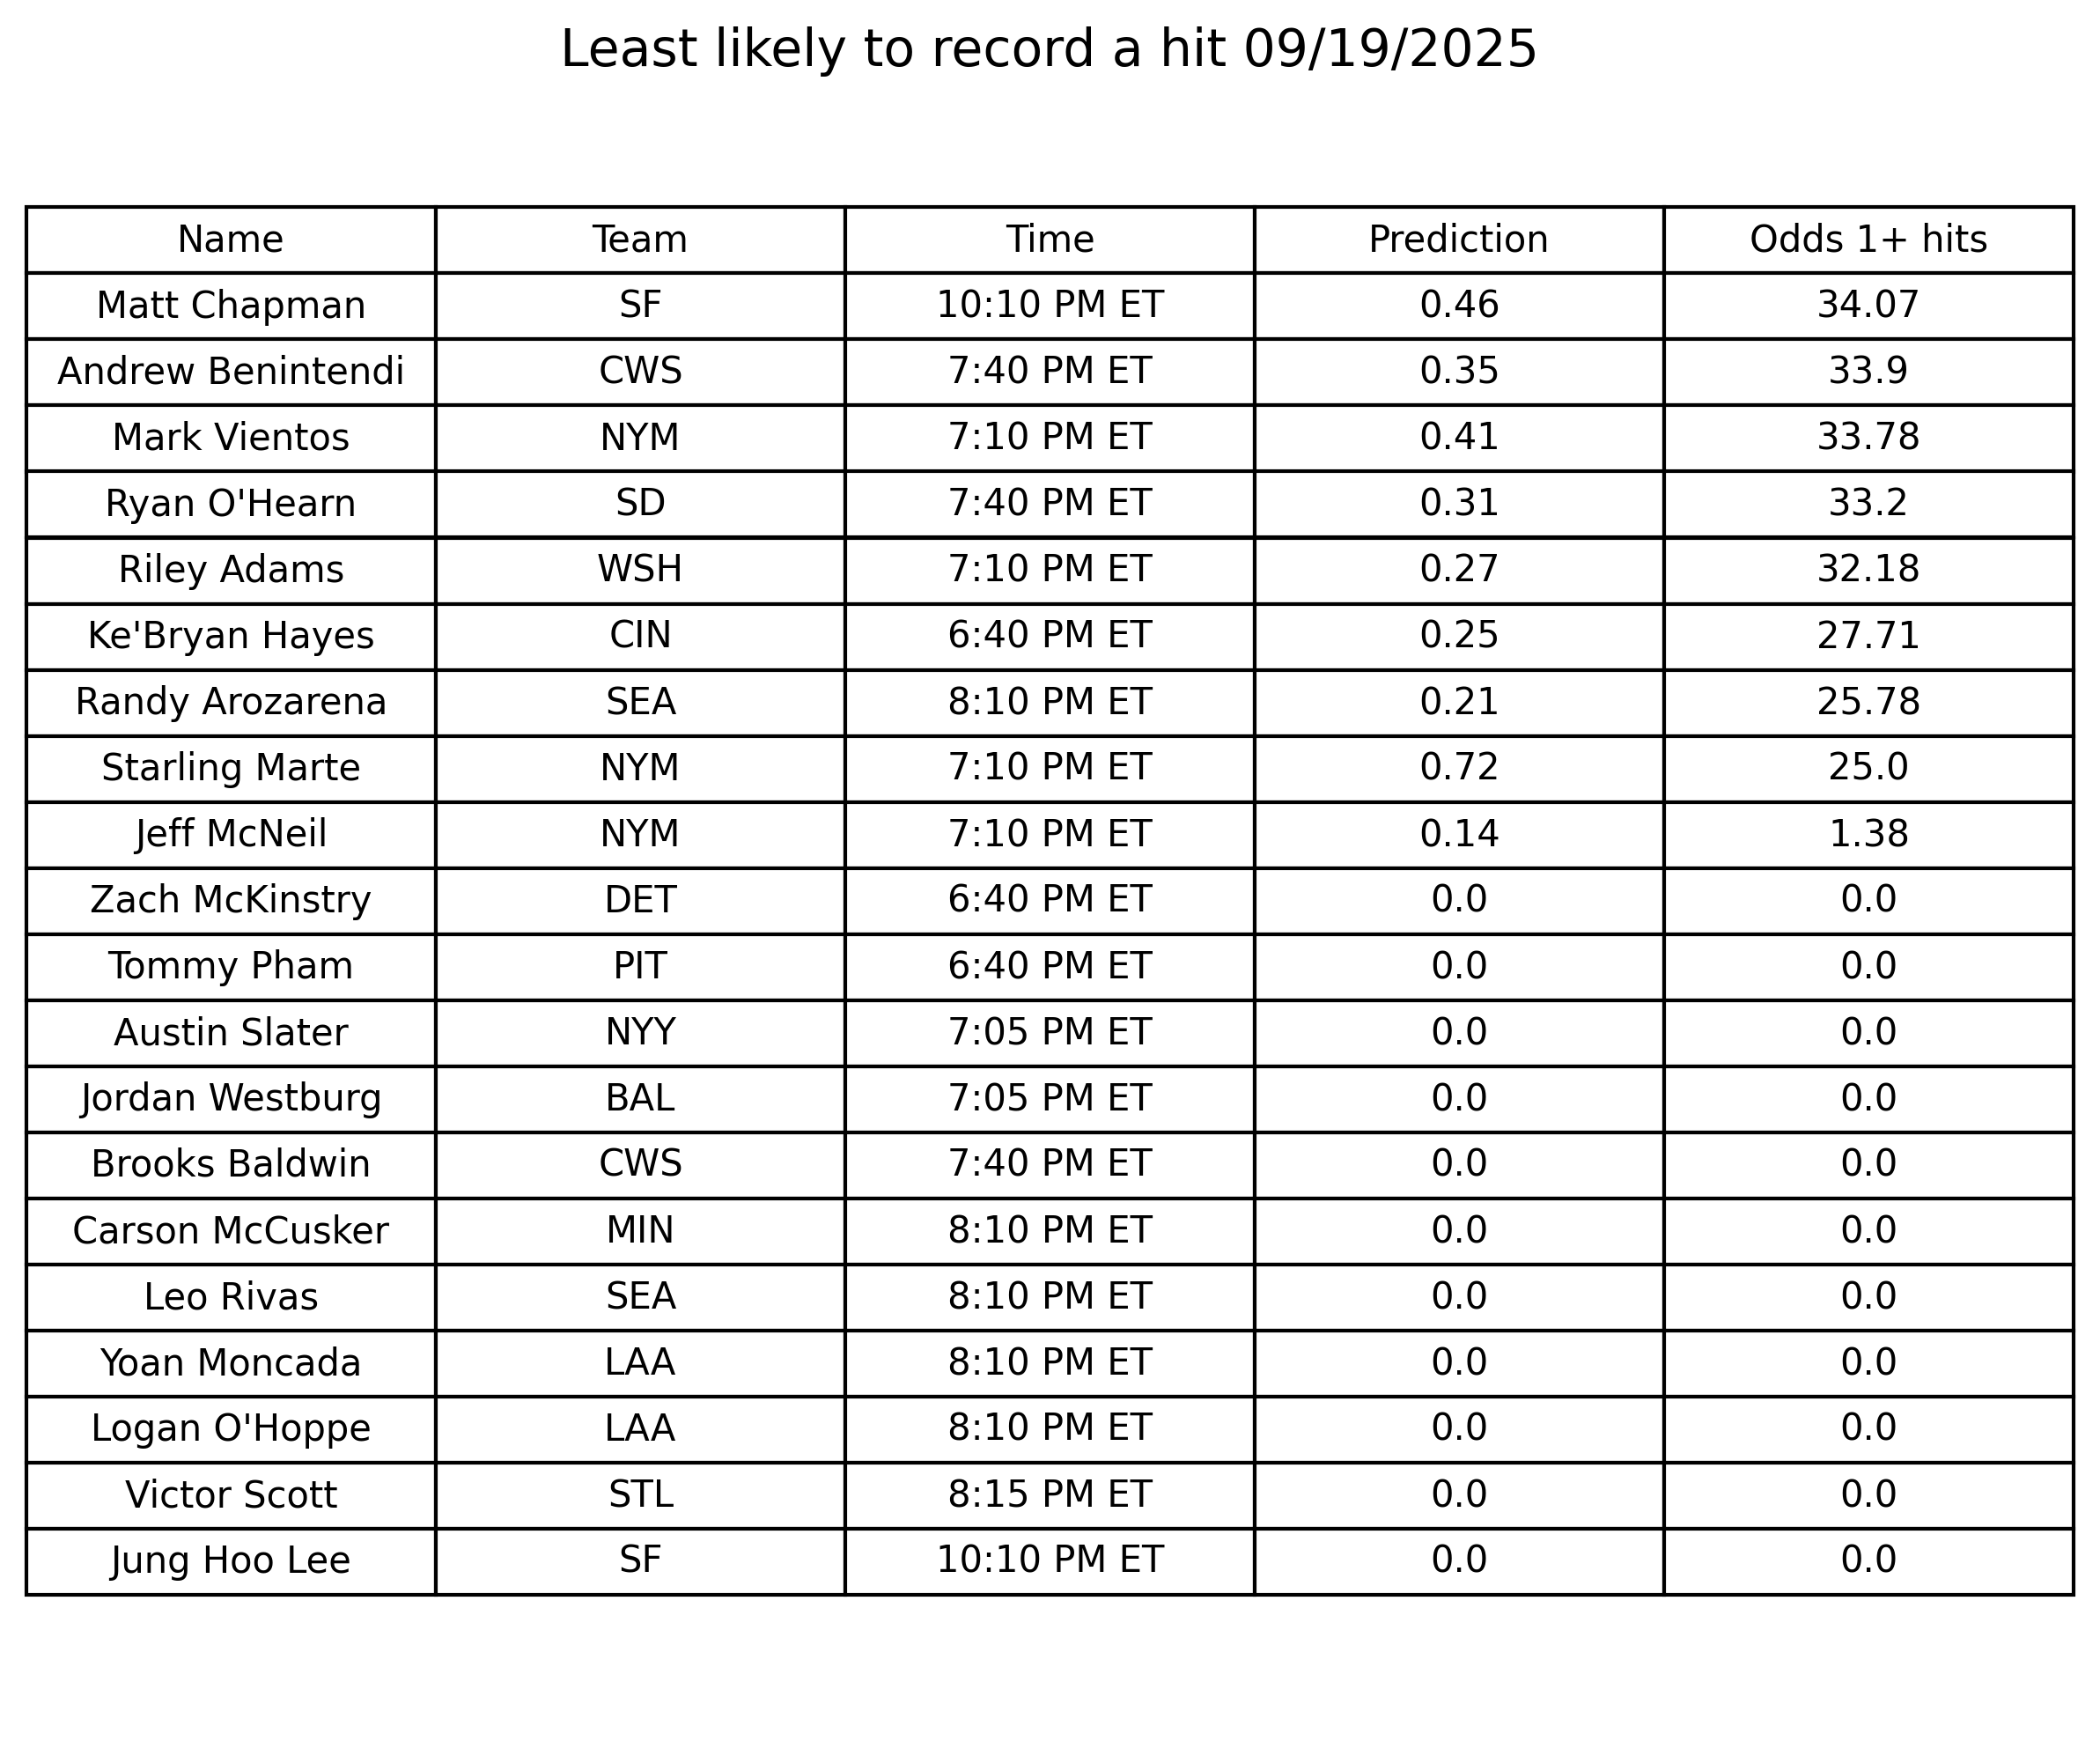 Least likely to record a hit 09/19/2025
Name Team Time Prediction Odds 1+ hits
Matt Chapman SF 10:10 PM ET 0.46 34.07
Andrew Benintendi CWS 7:40 PM ET 0.35 33.9
Mark Vientos NYM 7:10 PM ET 0.41 33.78
Ryan O'Hearn SD 7:40 PM ET 0.31 33.2
Riley Adams WSH 7:10 PM ET 0.27 32.18
Ke'Bryan Hayes CIN 6:40 PM ET 0.25 27.71
Randy Arozarena SEA 8:10 PM ET 0.21 25.78
Starling Marte NYM 7:10 PM ET 0.72 25.0
Jeff McNeil NYM 7:10 PM ET 0.14 1.38
Zach McKinstry DET 6:40 PM ET 0.0 0.0
Tommy Pham PIT 6:40 PM ET 0.0 0.0
Austin Slater NYY 7:05 PM ET 0.0 0.0
Jordan Westburg BAL 7:05 PM ET 0.0 0.0
Brooks Baldwin CWS 7:40 PM ET 0.0 0.0
Carson McCusker MIN 8:10 PM ET 0.0 0.0
Leo Rivas SEA 8:10 PM ET 0.0 0.0
Yoan Moncada LAA 8:10 PM ET 0.0 0.0
Logan O'Hoppe LAA 8:10 PM ET 0.0 0.0
Victor Scott STL 8:15 PM ET 0.0 0.0
Jung Hoo Lee SF 10:10 PM ET 0.0 0.0